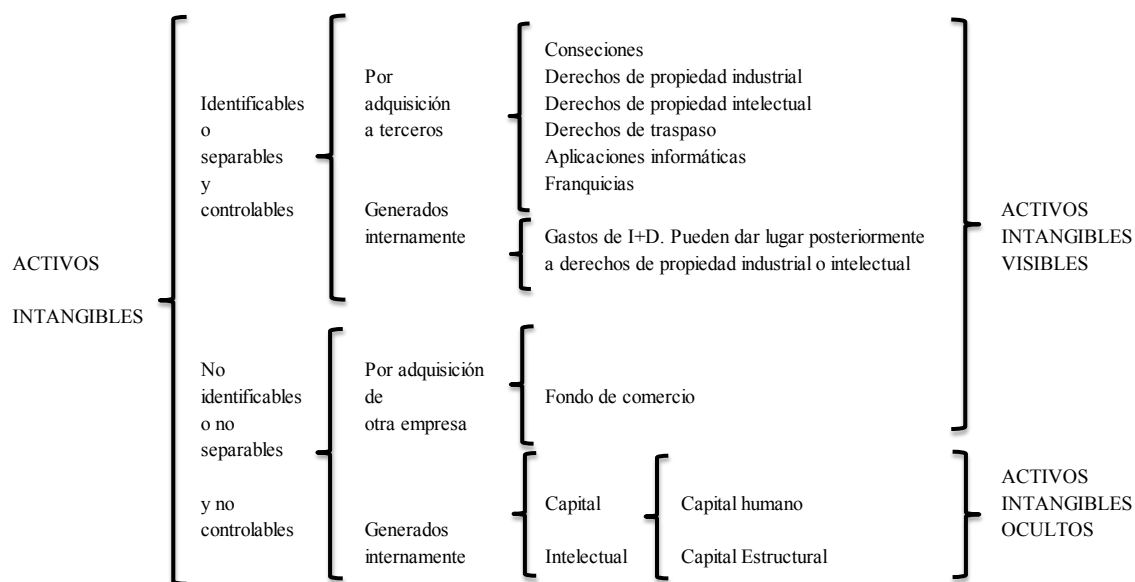 ACTIVOS
INTANGIBLES
Identificables
o
separables
y
controlables
Por
adquisición
a terceros
Conseciones
Derechos de propiedad industrial
Derechos de propiedad intelectual
Derechos de traspaso
Aplicaciones informáticas
Franquicias
Generados
internamente
Gastos de I+D. Pueden dar lugar posteriormente
a derechos de propiedad industrial o intelectual
No
identificables
o no
separables
y no
controlables
Por adquisición
de
otra empresa
Fondo de comercio
Generados
internamente
Capital
Intelectual
Capital humano
Capital Estructural
ACTIVOS
INTANGIBLES
VISIBLES
ACTIVOS
INTANGIBLES
OCULTOS